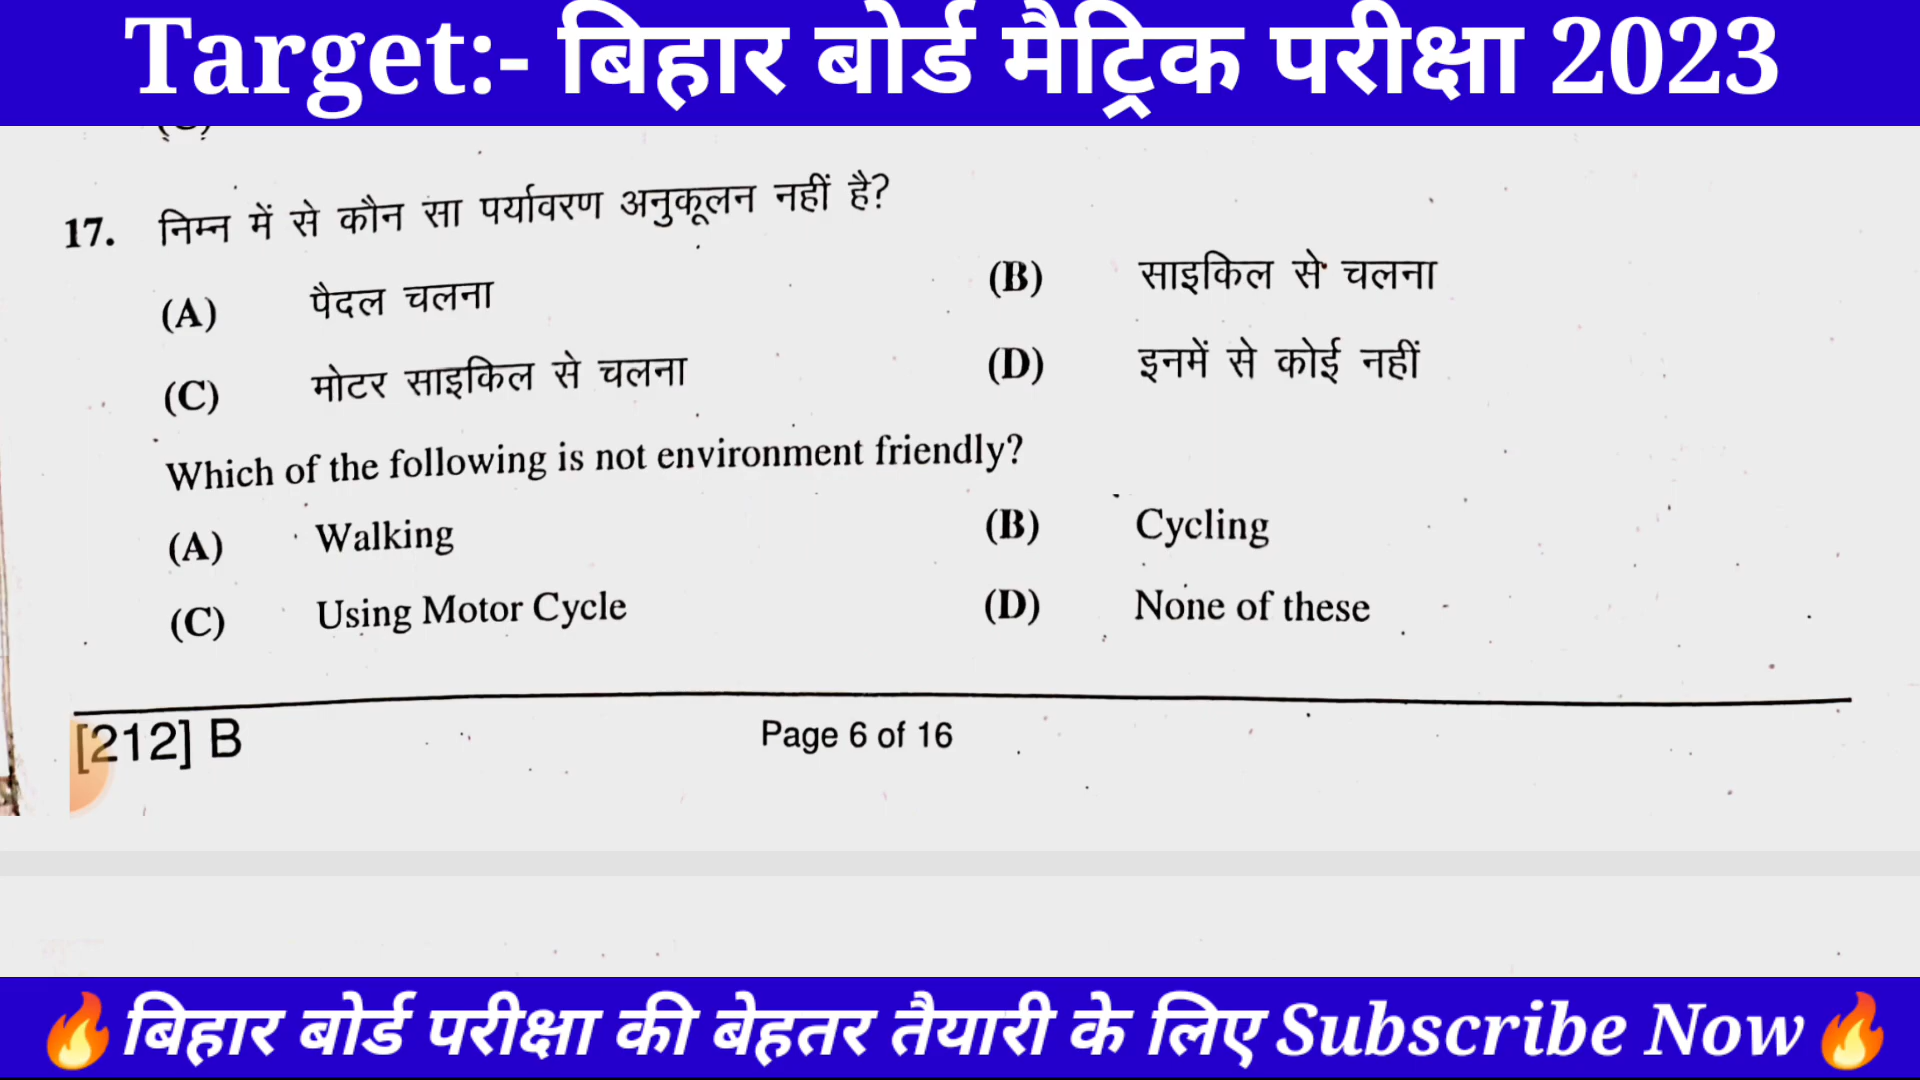 Target:- बिहार बोर्ड मैट्रिक परीक्षा 2023
17. निम्न में से कौन सा पर्यावरण अनुकूलन नहीं है?
(A) पैदल चलना (B) साइकिल से चलना
(C) मोटर साइकिल से चलना (D) इनमें से कोई नहीं
Which of the following is not environment friendly?
(A) Walking (B) Cycling
(C) Using Motor Cycle (D) None of these
[212] B Page 6 of 16
🔥बिहार बोर्ड परीक्षा की बेहतर तैयारी के लिए Subscribe Now🔥